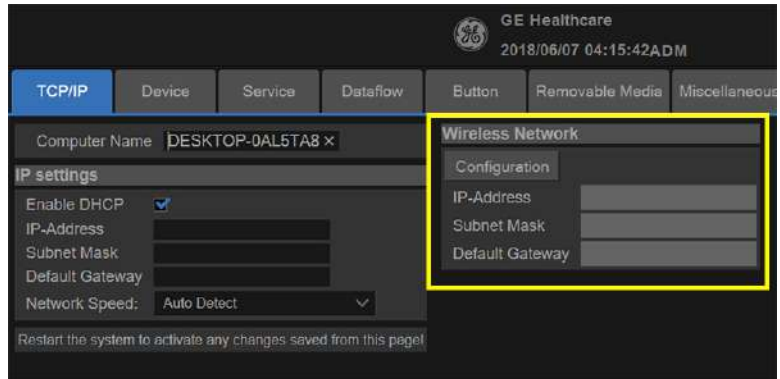 GE Healthcare
2018/06/07 04:15:42ADM
TCP/IP Device Service Dataflow Button Removable Media Miscellaneous
Computer Name DESKTOP-0AL5TA8 ×
IP settings
Enable DHCP
IP-Address
Subnet Mask
Default Gateway
Network Speed: Auto Detect
Restart the system to activate any changes saved from this page!
Wireless Network
Configuration
IP-Address
Subnet Mask
Default Gateway